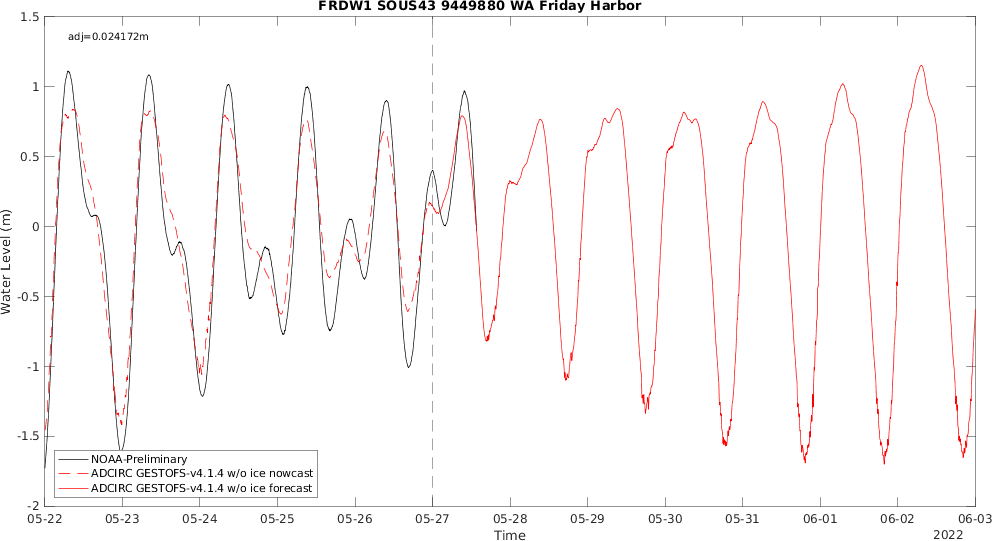 FRDW1 SOUS43 9449880 WA Friday Harbor
adj=0.024172m
1.5
1
0.5
0
-0.5
-1
-1.5
-2
Water Level (m)
NOAA-Preliminary
ADCIRC GESTOFS-v4.1.4 w/o ice nowcast
ADCIRC GESTOFS-v4.1.4 w/o ice forecast
05-22 05-23 05-24 05-25 05-26 05-27 05-28 05-29 05-30 05-31 06-01 06-02 06-03
Time
2022